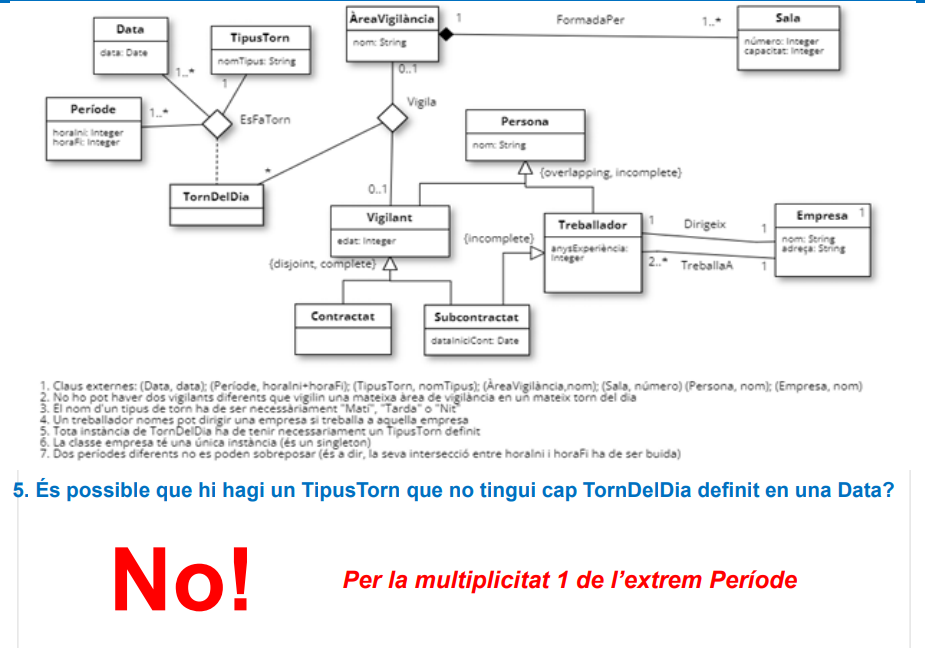 Data
data: Date
TipusTorn
nomTipus: String
ÀreaVigilància
nom: String
1
FormadaPer
1..*
Sala
número: Integer
capacitat: Integer
1..*
1
0..1
Període
horaIni: Integer
horaFi: Integer
1..*
EsFaTorn
Vigila
Persona
nom: String
*
{overlapping, incomplete}
TornDelDia
0..1
Vigilant
edat: Integer
{incomplete}
Treballador
anysExperiència:
Integer
1
Dirigeix
1
2..*
TreballaA
1
Empresa
1
nom: String
adreça: String
{disjoint, complete}
Contractat
Subcontractat
dataIniciCont: Date
1. Claus externes: (Data, data); (Període, horaIni+horaFi); (TipusTorn, nomTipus); (ÀreaVigilància,nom); (Sala, número) (Persona, nom); (Empresa, nom)
2. No ho pot haver dos vigilants diferents que vigilin una mateixa àrea de vigilància en un mateix torn del dia
3. El nom d'un tipus de torn ha de ser necessàriament "Matí", "Tarda" o "Nit"
4. Un treballador nomes pot dirigir una empresa si treballa a aquella empresa
5. Tota instància de TornDelDia ha de tenir necessariament un TipusTorn definit
6. La classe empresa té una única instància (és un singleton)
7. Dos períodes diferents no es poden sobreposar (és a dir, la seva intersecció entre horaIni i horaFi ha de ser buida)
5. És possible que hi hagi un TipusTorn que no tingui cap TornDelDia definit en una Data?
No!
Per la multiplicitat 1 de l'extrem Període